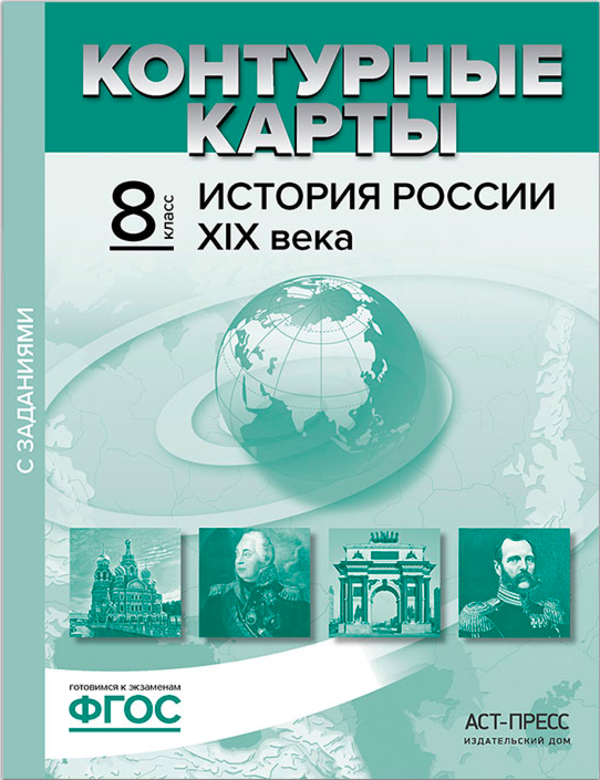 КОНТУРНЫЕ
КАРТЫ
8
класс
ИСТОРИЯ РОССИИ
XIX века
С ЗАДАНИЯМИ
готовимся к экзаменам
ФГОС
АСТ-ПРЕСС
ИЗДАТЕЛЬСКИЙ ДОМ